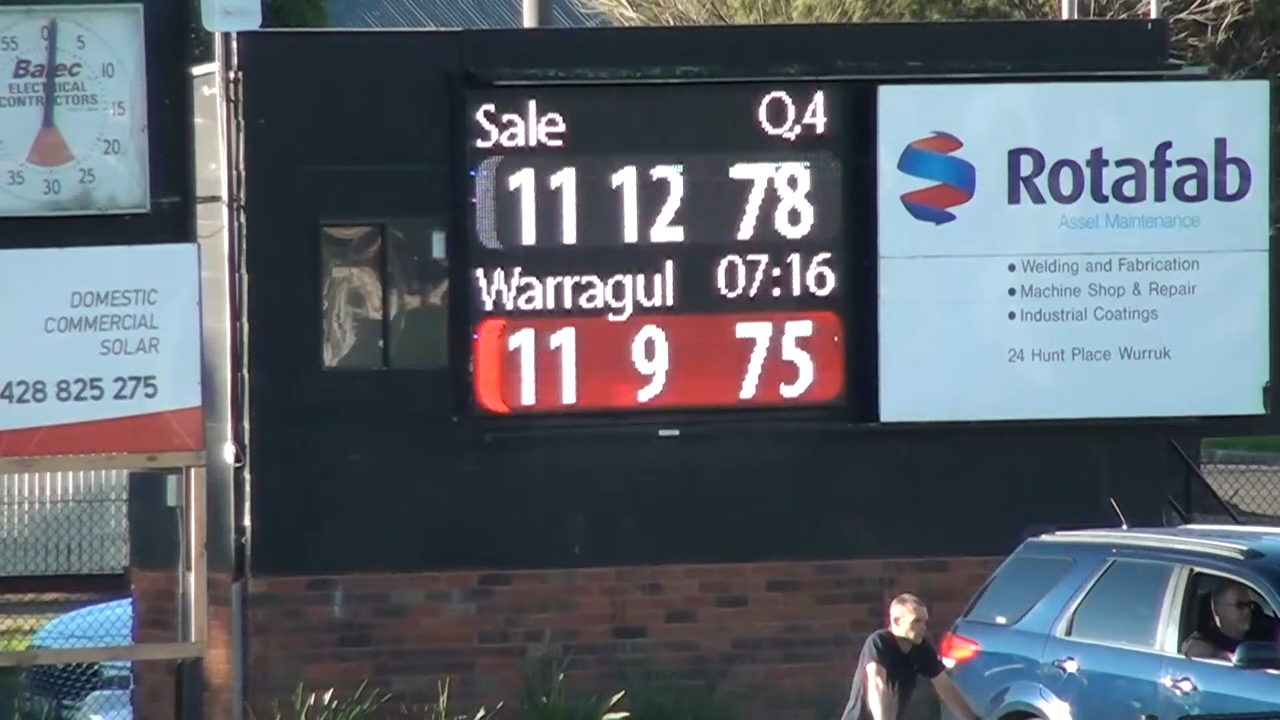 55 0 5
10
15
20
25
30
35
Batec
ELECTRICAL
CONTRACTORS
DOMESTIC
COMMERCIAL
SOLAR
428 825 275
Sale Q.4
11 12 78
Warragul 07:16
11 9 75
Rotafab
Asset Maintenance
• Welding and Fabrication
• Machine Shop & Repair
• Industrial Coatings
24 Hunt Place Wurruk